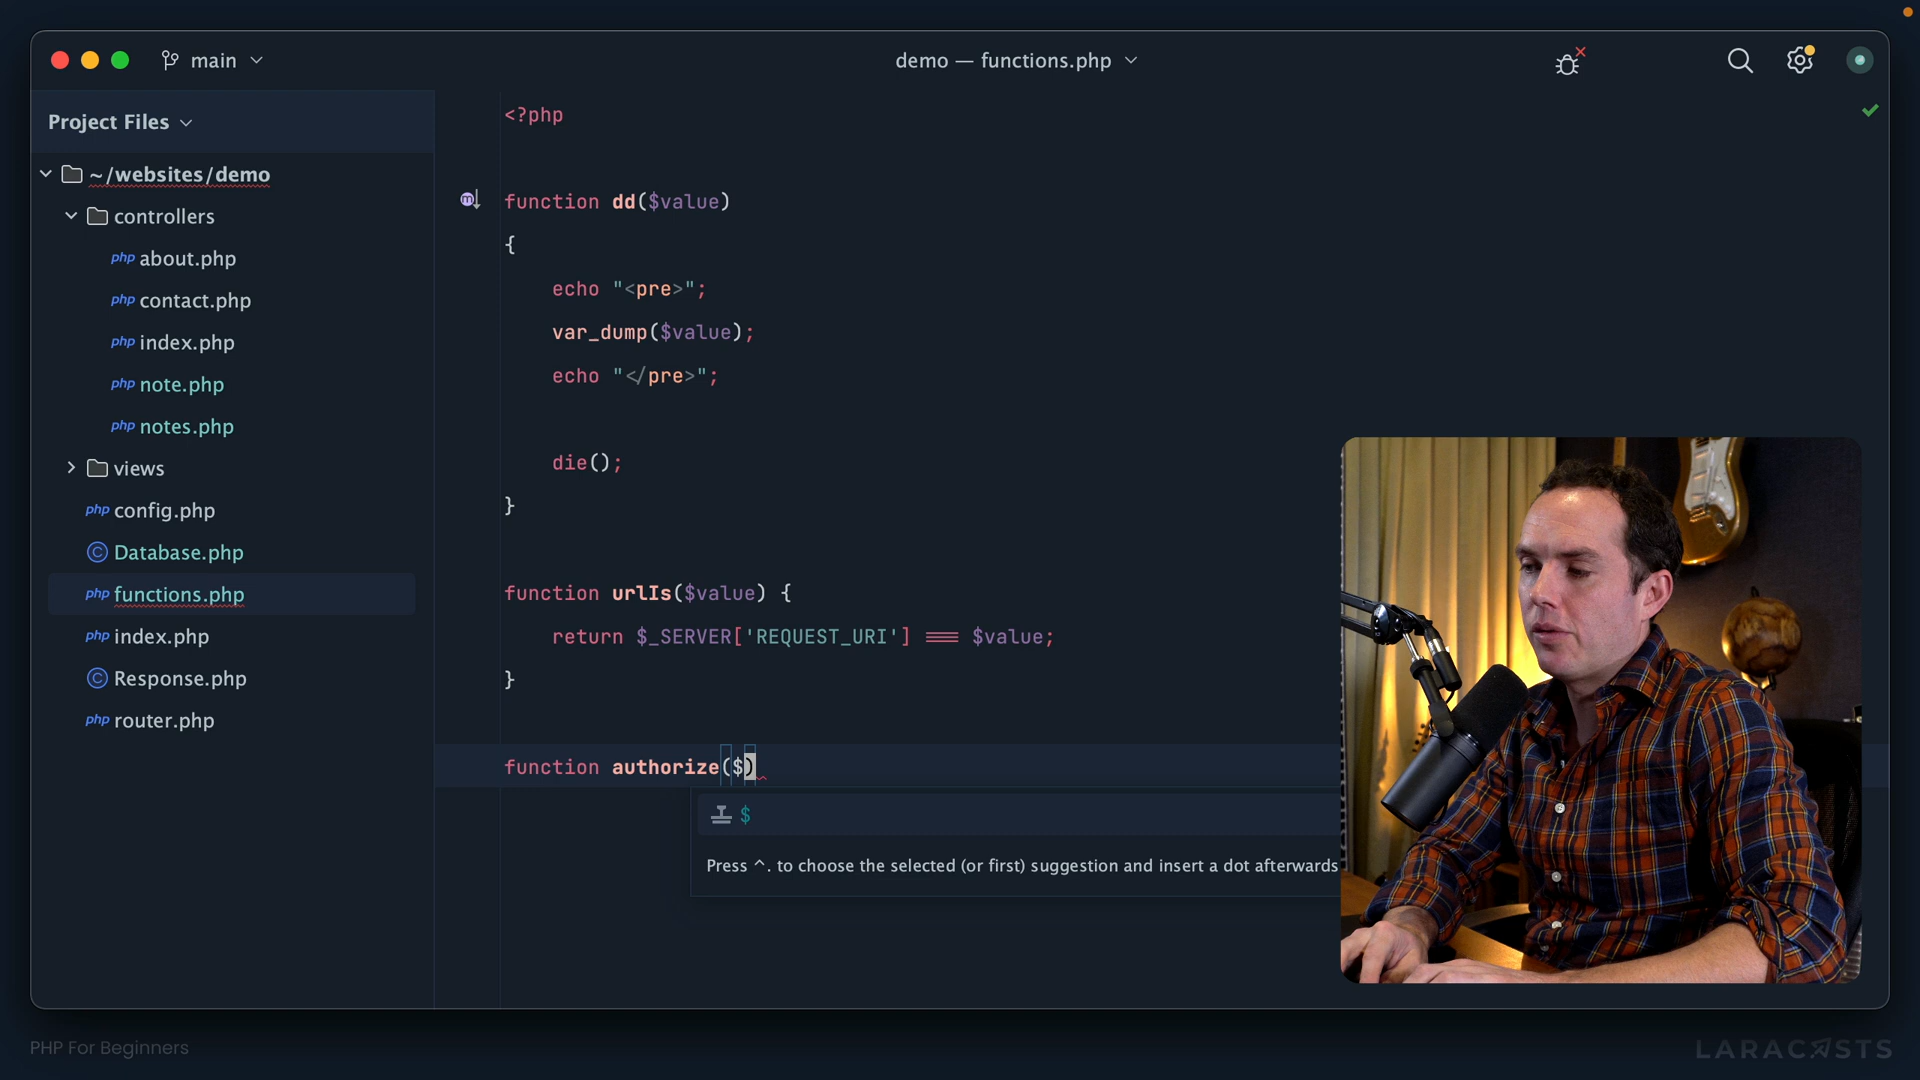 main
demo — functions.php
Project Files
~/websites/demo
controllers
php about.php
php contact.php
php index.php
php note.php
php notes.php
views
php config.php
C Database.php
php functions.php
php index.php
C Response.php
php router.php
<?php
m
function dd($value)
{
echo "<pre>";
var_dump($value);
echo "</pre>";
die();
}
function urlIs($value) {
return $_SERVER['REQUEST_URI'] === $value;
}
function authorize($)
$
Press ^. to choose the selected (or first) suggestion and insert a dot afterwards
PHP For Beginners
LARACASTS